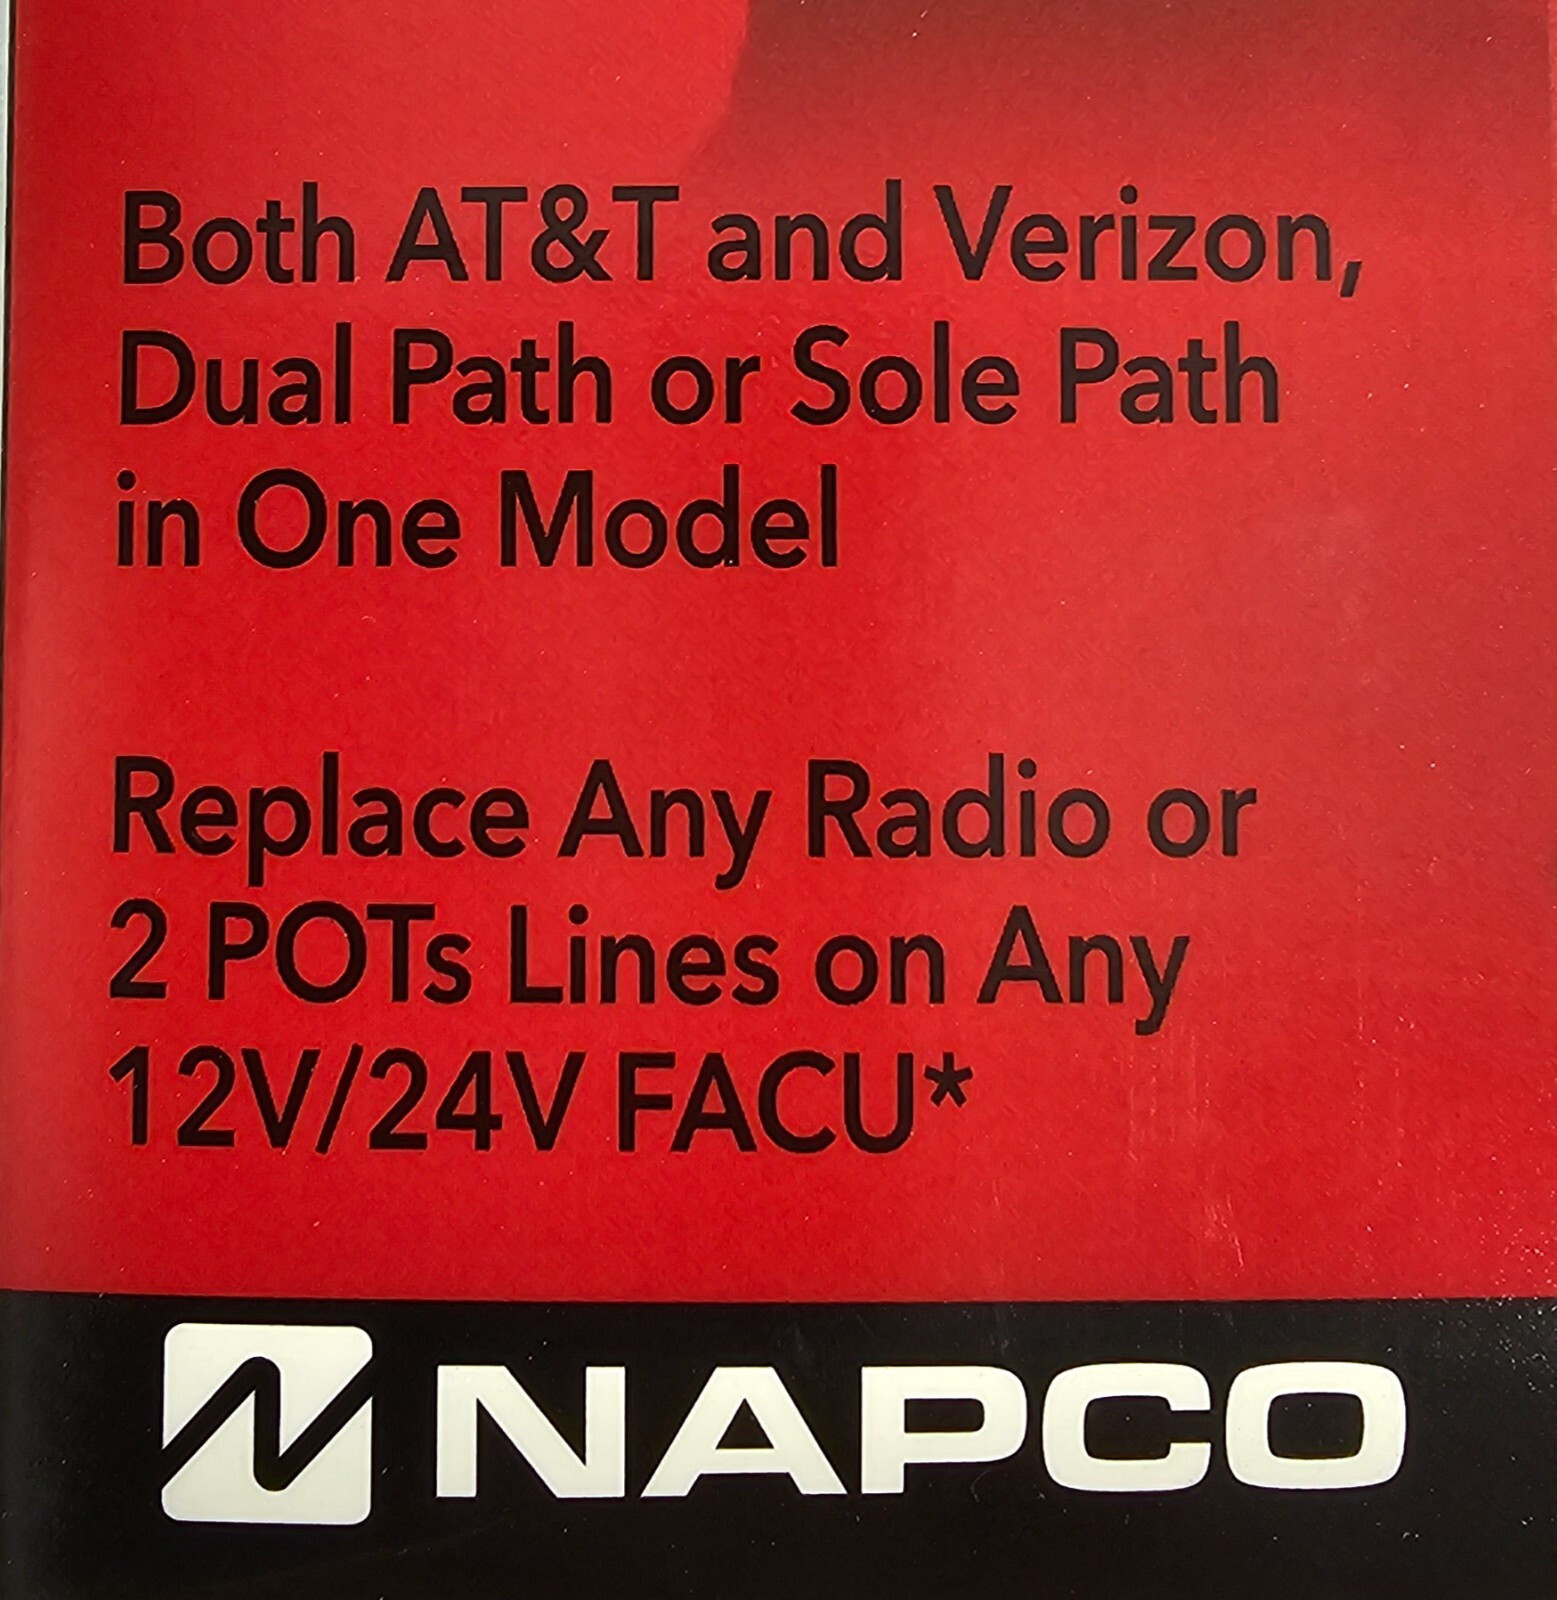 Both AT&T and Verizon,
Dual Path or Sole Path
in One Model
Replace Any Radio or
2 POTs Lines on Any
12V/24V FACU*
NAPCO